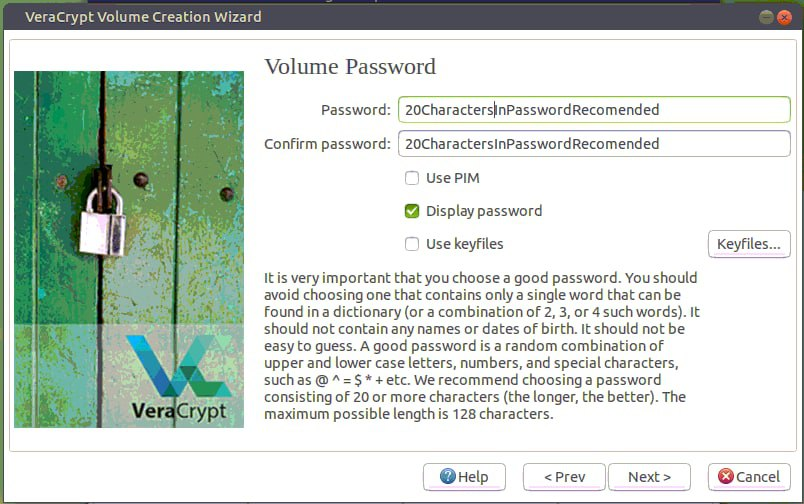 VeraCrypt Volume Creation Wizard
Volume Password
Password: 20CharactersInPasswordRecomended
Confirm password: 20CharactersInPasswordRecomended
Use PIM
Display password
Use keyfiles
Keyfiles...
It is very important that you choose a good password. You should
avoid choosing one that contains only a single word that can be
found in a dictionary (or a combination of 2, 3, or 4 such words). It
should not contain any names or dates of birth. It should not be
easy to guess. A good password is a random combination of
upper and lower case letters, numbers, and special characters,
such as @ ^ = $ * + etc. We recommend choosing a password
consisting of 20 or more characters (the longer, the better). The
maximum possible length is 128 characters.
VeraCrypt
Help
< Prev
Next >
Cancel